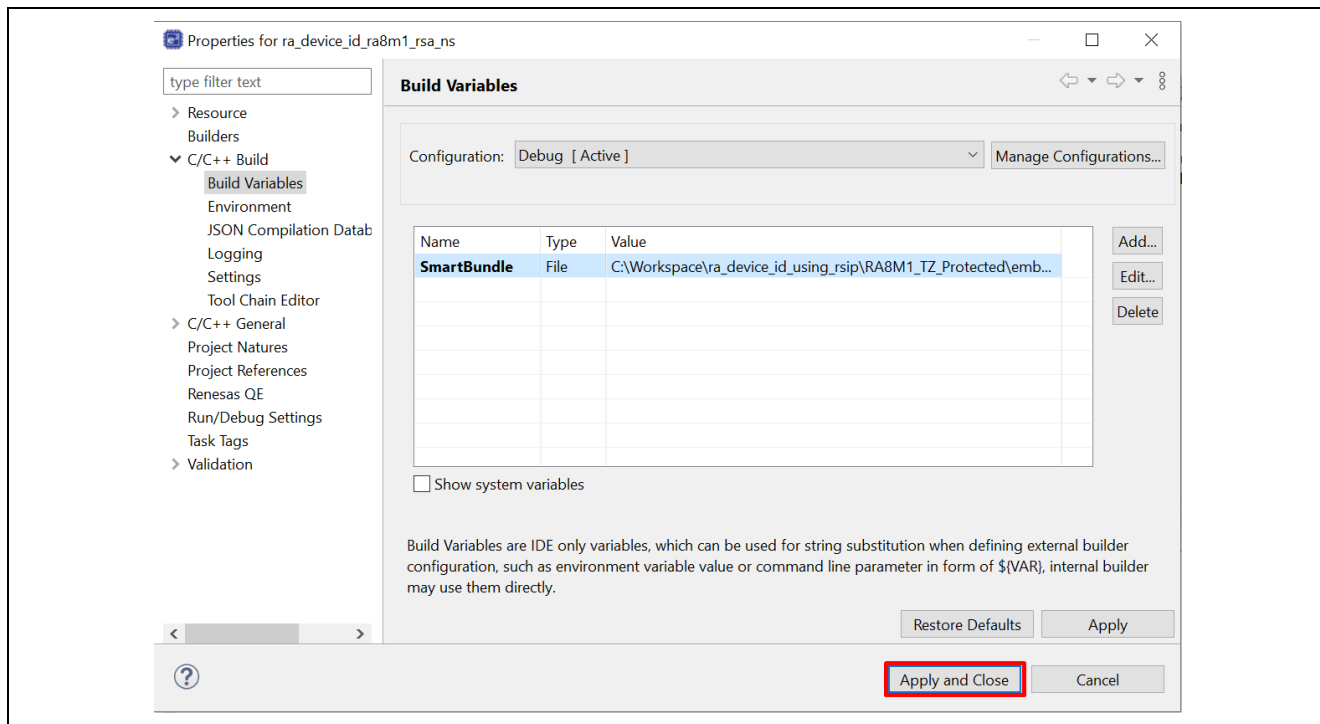 Properties for ra_device_id_ra8m1_rsa_ns
type filter text
Resource
Builders
C/C++ Build
Build Variables
Environment
JSON Compilation Datab
Logging
Settings
Tool Chain Editor
C/C++ General
Project Natures
Project References
Renesas QE
Run/Debug Settings
Task Tags
Validation
Build Variables
Configuration: Debug [ Active ] Manage Configurations...
Name Type Value
SmartBundle File C:\Workspace\ra_device_id_using_rsip\RA8M1_TZ_Protected\emb...
Add...
Edit...
Delete
Show system variables
Build Variables are IDE only variables, which can be used for string substitution when defining external builder
configuration, such as environment variable value or command line parameter in form of ${VAR}, internal builder
may use them directly.
Restore Defaults Apply
Apply and Close Cancel